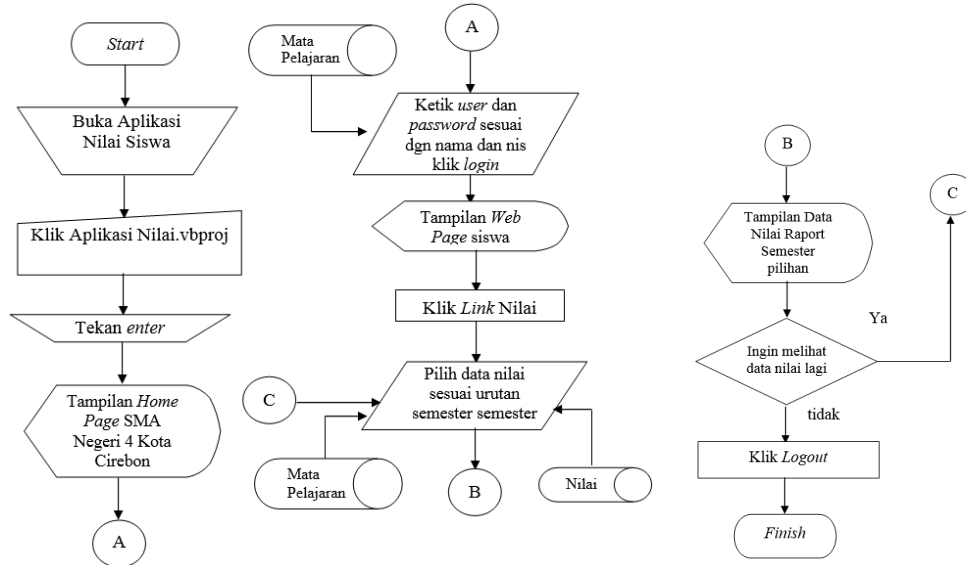 Start
Buka Aplikasi
Nilai Siswa
Klik Aplikasi Nilai.vbproj
Tekan enter
Tampilan Home
Page SMA
Negeri 4 Kota
Cirebon
A
A
Mata
Pelajaran
Ketik user dan
password sesuai
dgn nama dan nis
klik login
Tampilan Web
Page siswa
Klik Link Nilai
Pilih data nilai
sesuai urutan
semester semester
C
Mata
Pelajaran
B
Nilai
B
C
Tampilan Data
Nilai Raport
Semester
pilihan
Ya
Ingin melihat
data nilai lagi
tidak
Klik Logout
Finish